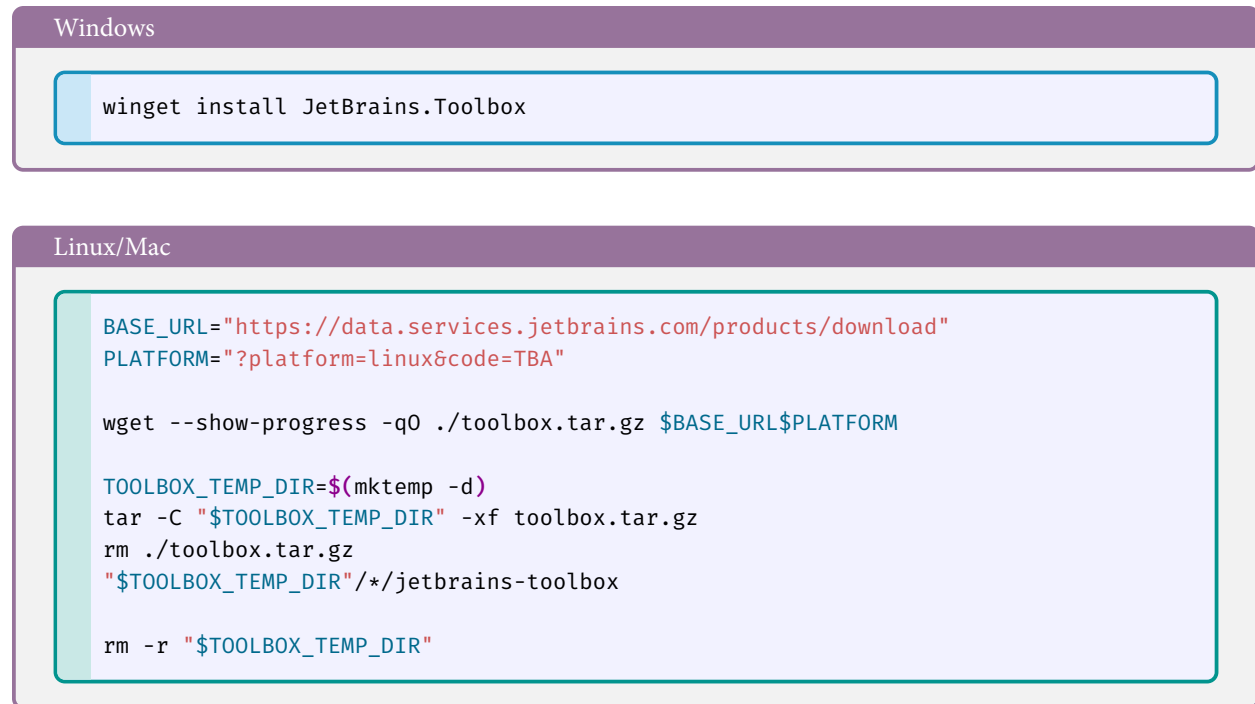 Windows
winget install JetBrains.Toolbox
Linux/Mac
BASE_URL="https://data.services.jetbrains.com/products/download"
PLATFORM="?platform=linux&code=TBA"
wget --show-progress -qO ./toolbox.tar.gz $BASE_URL$PLATFORM
TOOLBOX_TEMP_DIR=$(mktemp -d)
tar -C "$TOOLBOX_TEMP_DIR" -xf toolbox.tar.gz
rm ./toolbox.tar.gz
"$TOOLBOX_TEMP_DIR"/*/jetbrains-toolbox
rm -r "$TOOLBOX_TEMP_DIR"